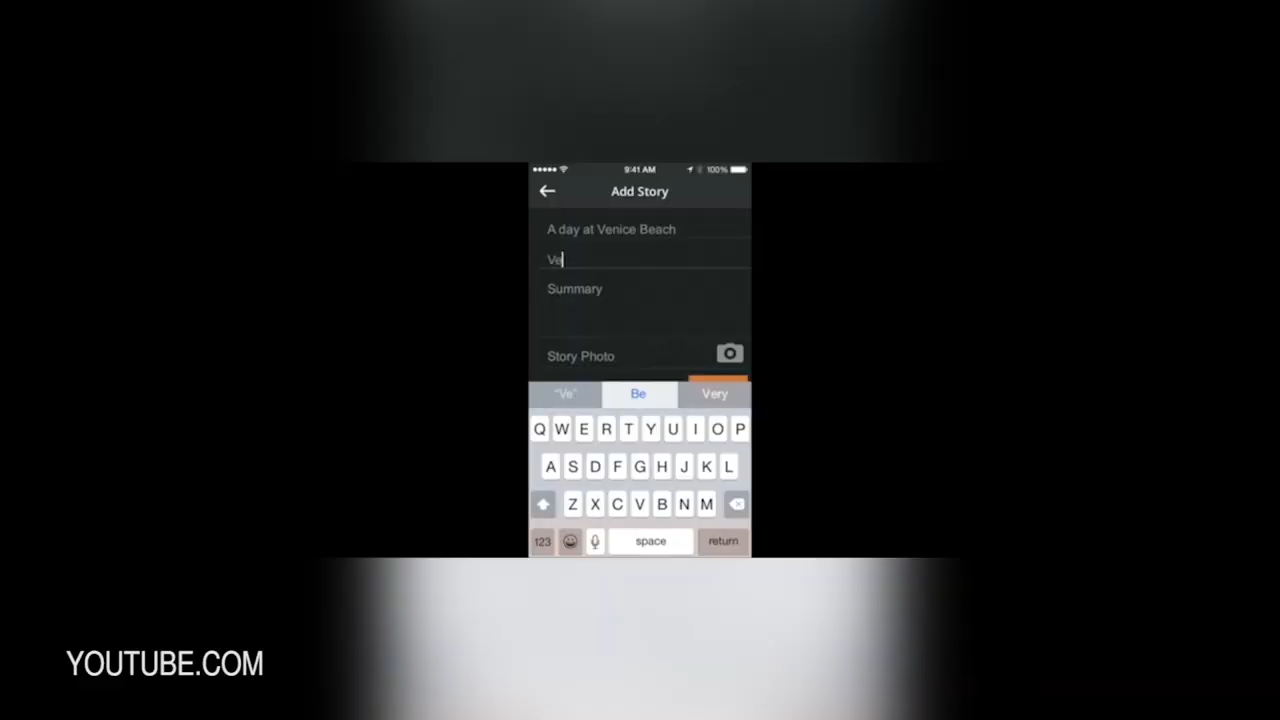 9:41 AM 100%
Add Story
A day at Venice Beach
Ve
Summary
Story Photo
"Ve" Be Very
Q W E R T Y U I O P
A S D F G H J K L
Z X C V B N M
123 space return
YOUTUBE.COM